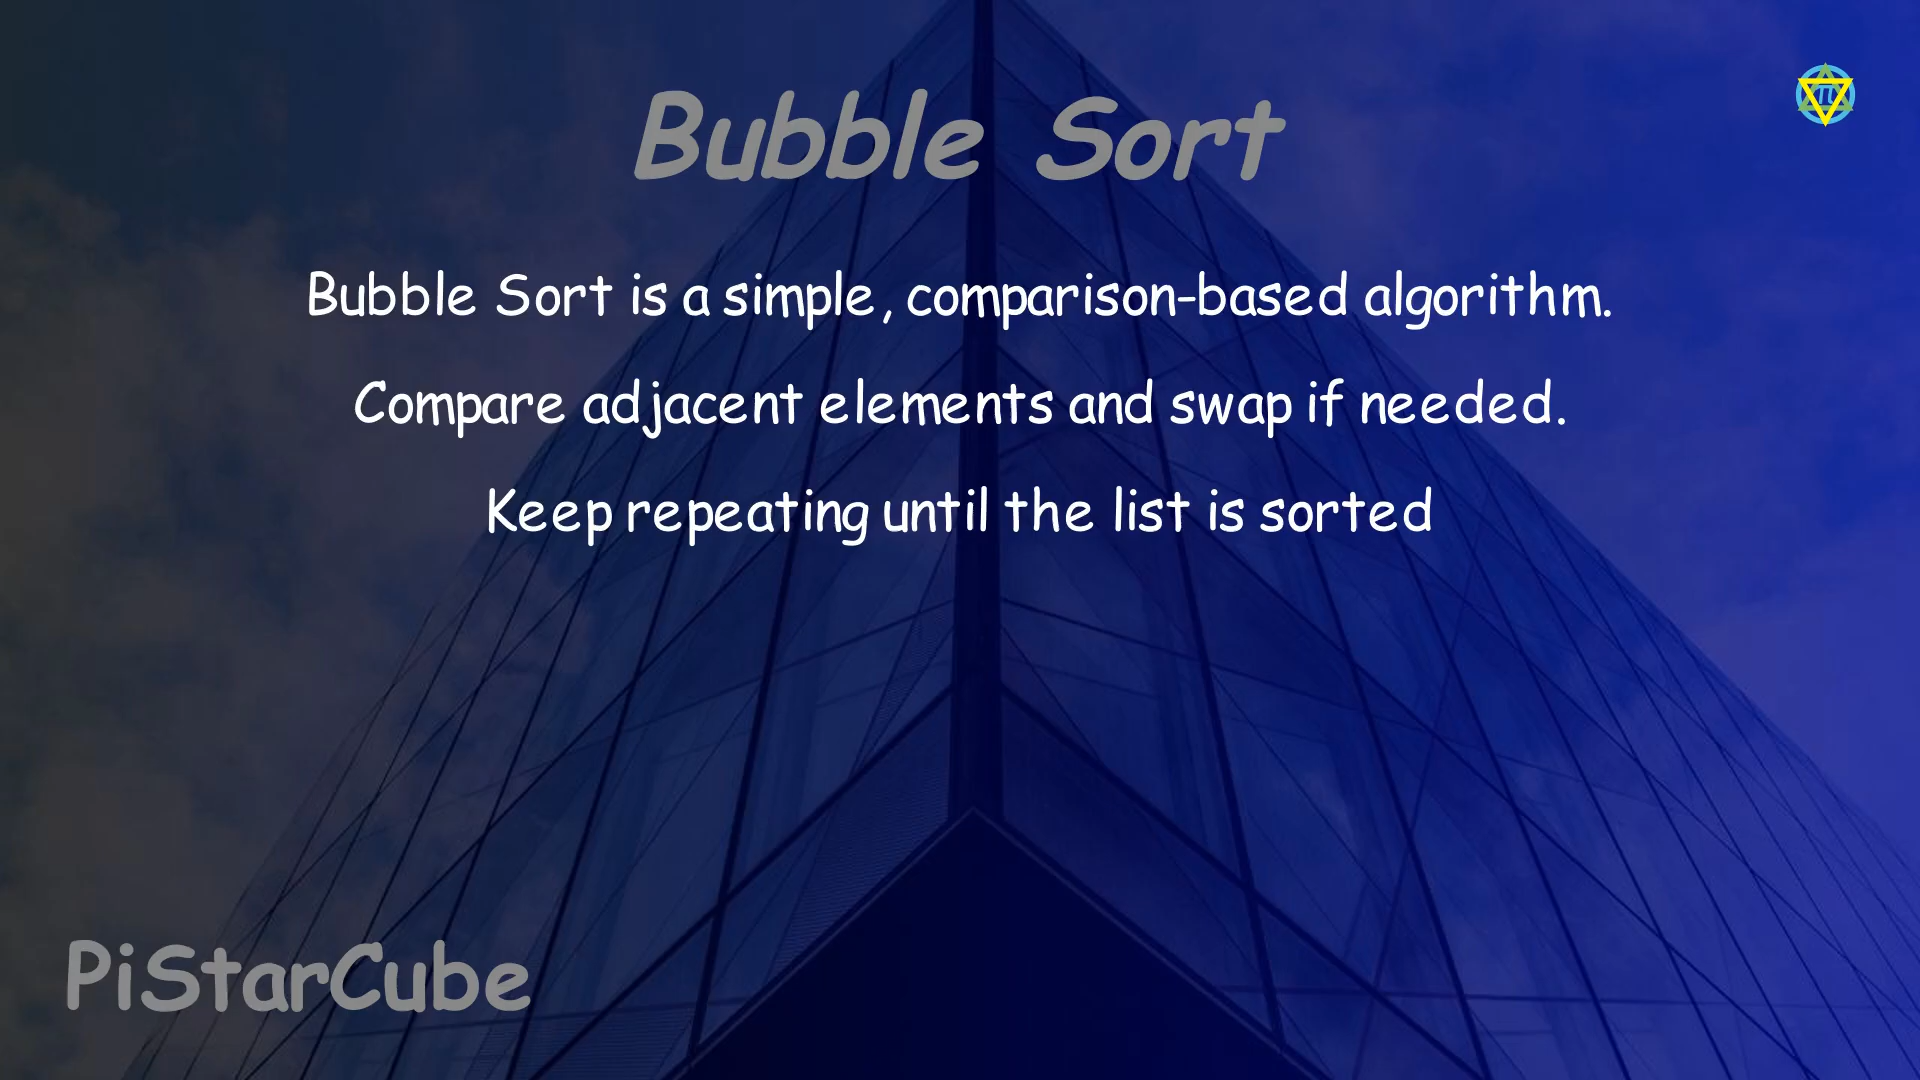 Bubble Sort
Bubble Sort is a simple, comparison-based algorithm.
Compare adjacent elements and swap if needed.
Keep repeating until the list is sorted
PiStarCube
π